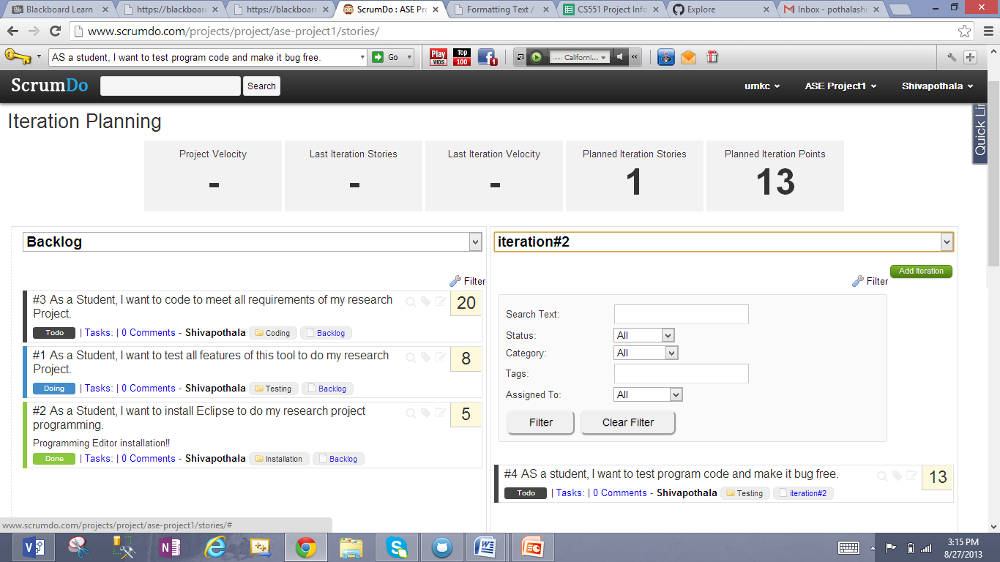 Blackboard Learn
https://blackboar
https://blackboar
ScrumDo : ASE Pr
Formatting Text /
CS551 Project Info
Explore
Inbox - pothalashi
www.scrumdo.com/projects/project/ase-project1/stories/
AS a student, I want to test program code and make it bug free.
Go
Play VIDS
Top 100
1
..... Californi...
ScrumDo
Search
umkc
ASE Project1
Shivapothala
Quick Lin
Iteration Planning
Project Velocity
-
Last Iteration Stories
-
Last Iteration Velocity
-
Planned Iteration Stories
1
Planned Iteration Points
13
Backlog
Filter
#3 As a Student, I want to code to meet all requirements of my research
Project.
20
Todo | Tasks: | 0 Comments - Shivapothala Coding Backlog
#1 As a Student, I want to test all features of this tool to do my research
Project.
8
Doing | Tasks: | 0 Comments - Shivapothala Testing Backlog
#2 As a Student, I want to install Eclipse to do my research project
programming.
5
Programming Editor installation!!
Done | Tasks: | 0 Comments - Shivapothala Installation Backlog
iteration#2
Add Iteration
Filter
Search Text:
Status: All
Category: All
Tags:
Assigned To: All
Filter Clear Filter
#4 AS a student, I want to test program code and make it bug free.
13
Todo | Tasks: | 0 Comments - Shivapothala Testing iteration#2
www.scrumdo.com/projects/project/ase-project1/stories/#
3:15 PM
8/27/2013